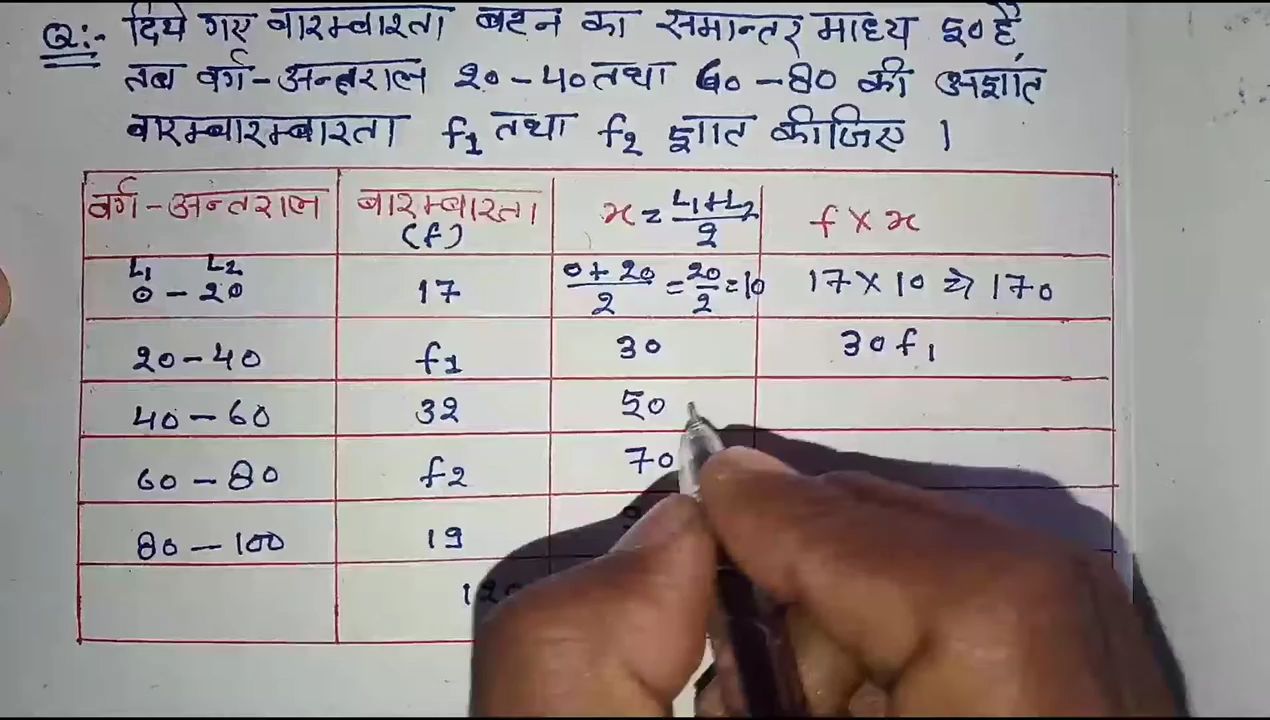 Q:- दिये गए बारम्बारता बटन का समान्तर माध्य 50 है,
तब वर्ग-अन्तराल 20-40 तथा 60-80 की अज्ञात
बारम्बारम्बारता f1 तथा f2 ज्ञात कीजिए ।
वर्ग-अन्तराल बारम्बारता (f) x = L1+L2/2 f × x
L1 L2
0-20 17 0+20/2 = 20/2 = 10 17 × 10 ⇒ 170
20-40 f1 30 30 f1
40-60 32 50
60-80 f2 70
80-100 19